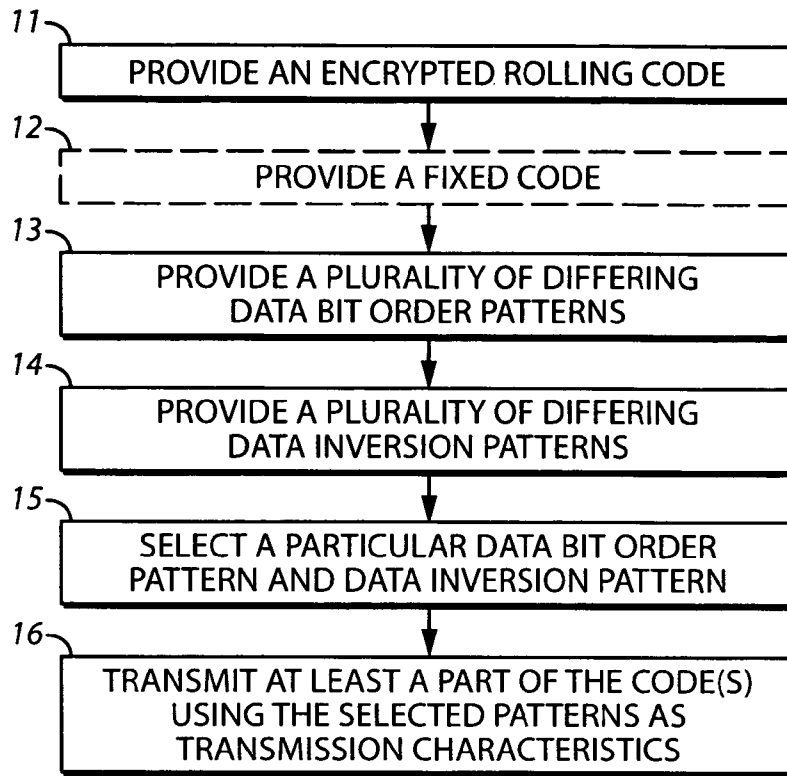 11
PROVIDE AN ENCRYPTED ROLLING CODE
12
PROVIDE A FIXED CODE
13
PROVIDE A PLURALITY OF DIFFERING
DATA BIT ORDER PATTERNS
14
PROVIDE A PLURALITY OF DIFFERING
DATA INVERSION PATTERNS
15
SELECT A PARTICULAR DATA BIT ORDER
PATTERN AND DATA INVERSION PATTERN
16
TRANSMIT AT LEAST A PART OF THE CODE(S)
USING THE SELECTED PATTERNS AS
TRANSMISSION CHARACTERISTICS